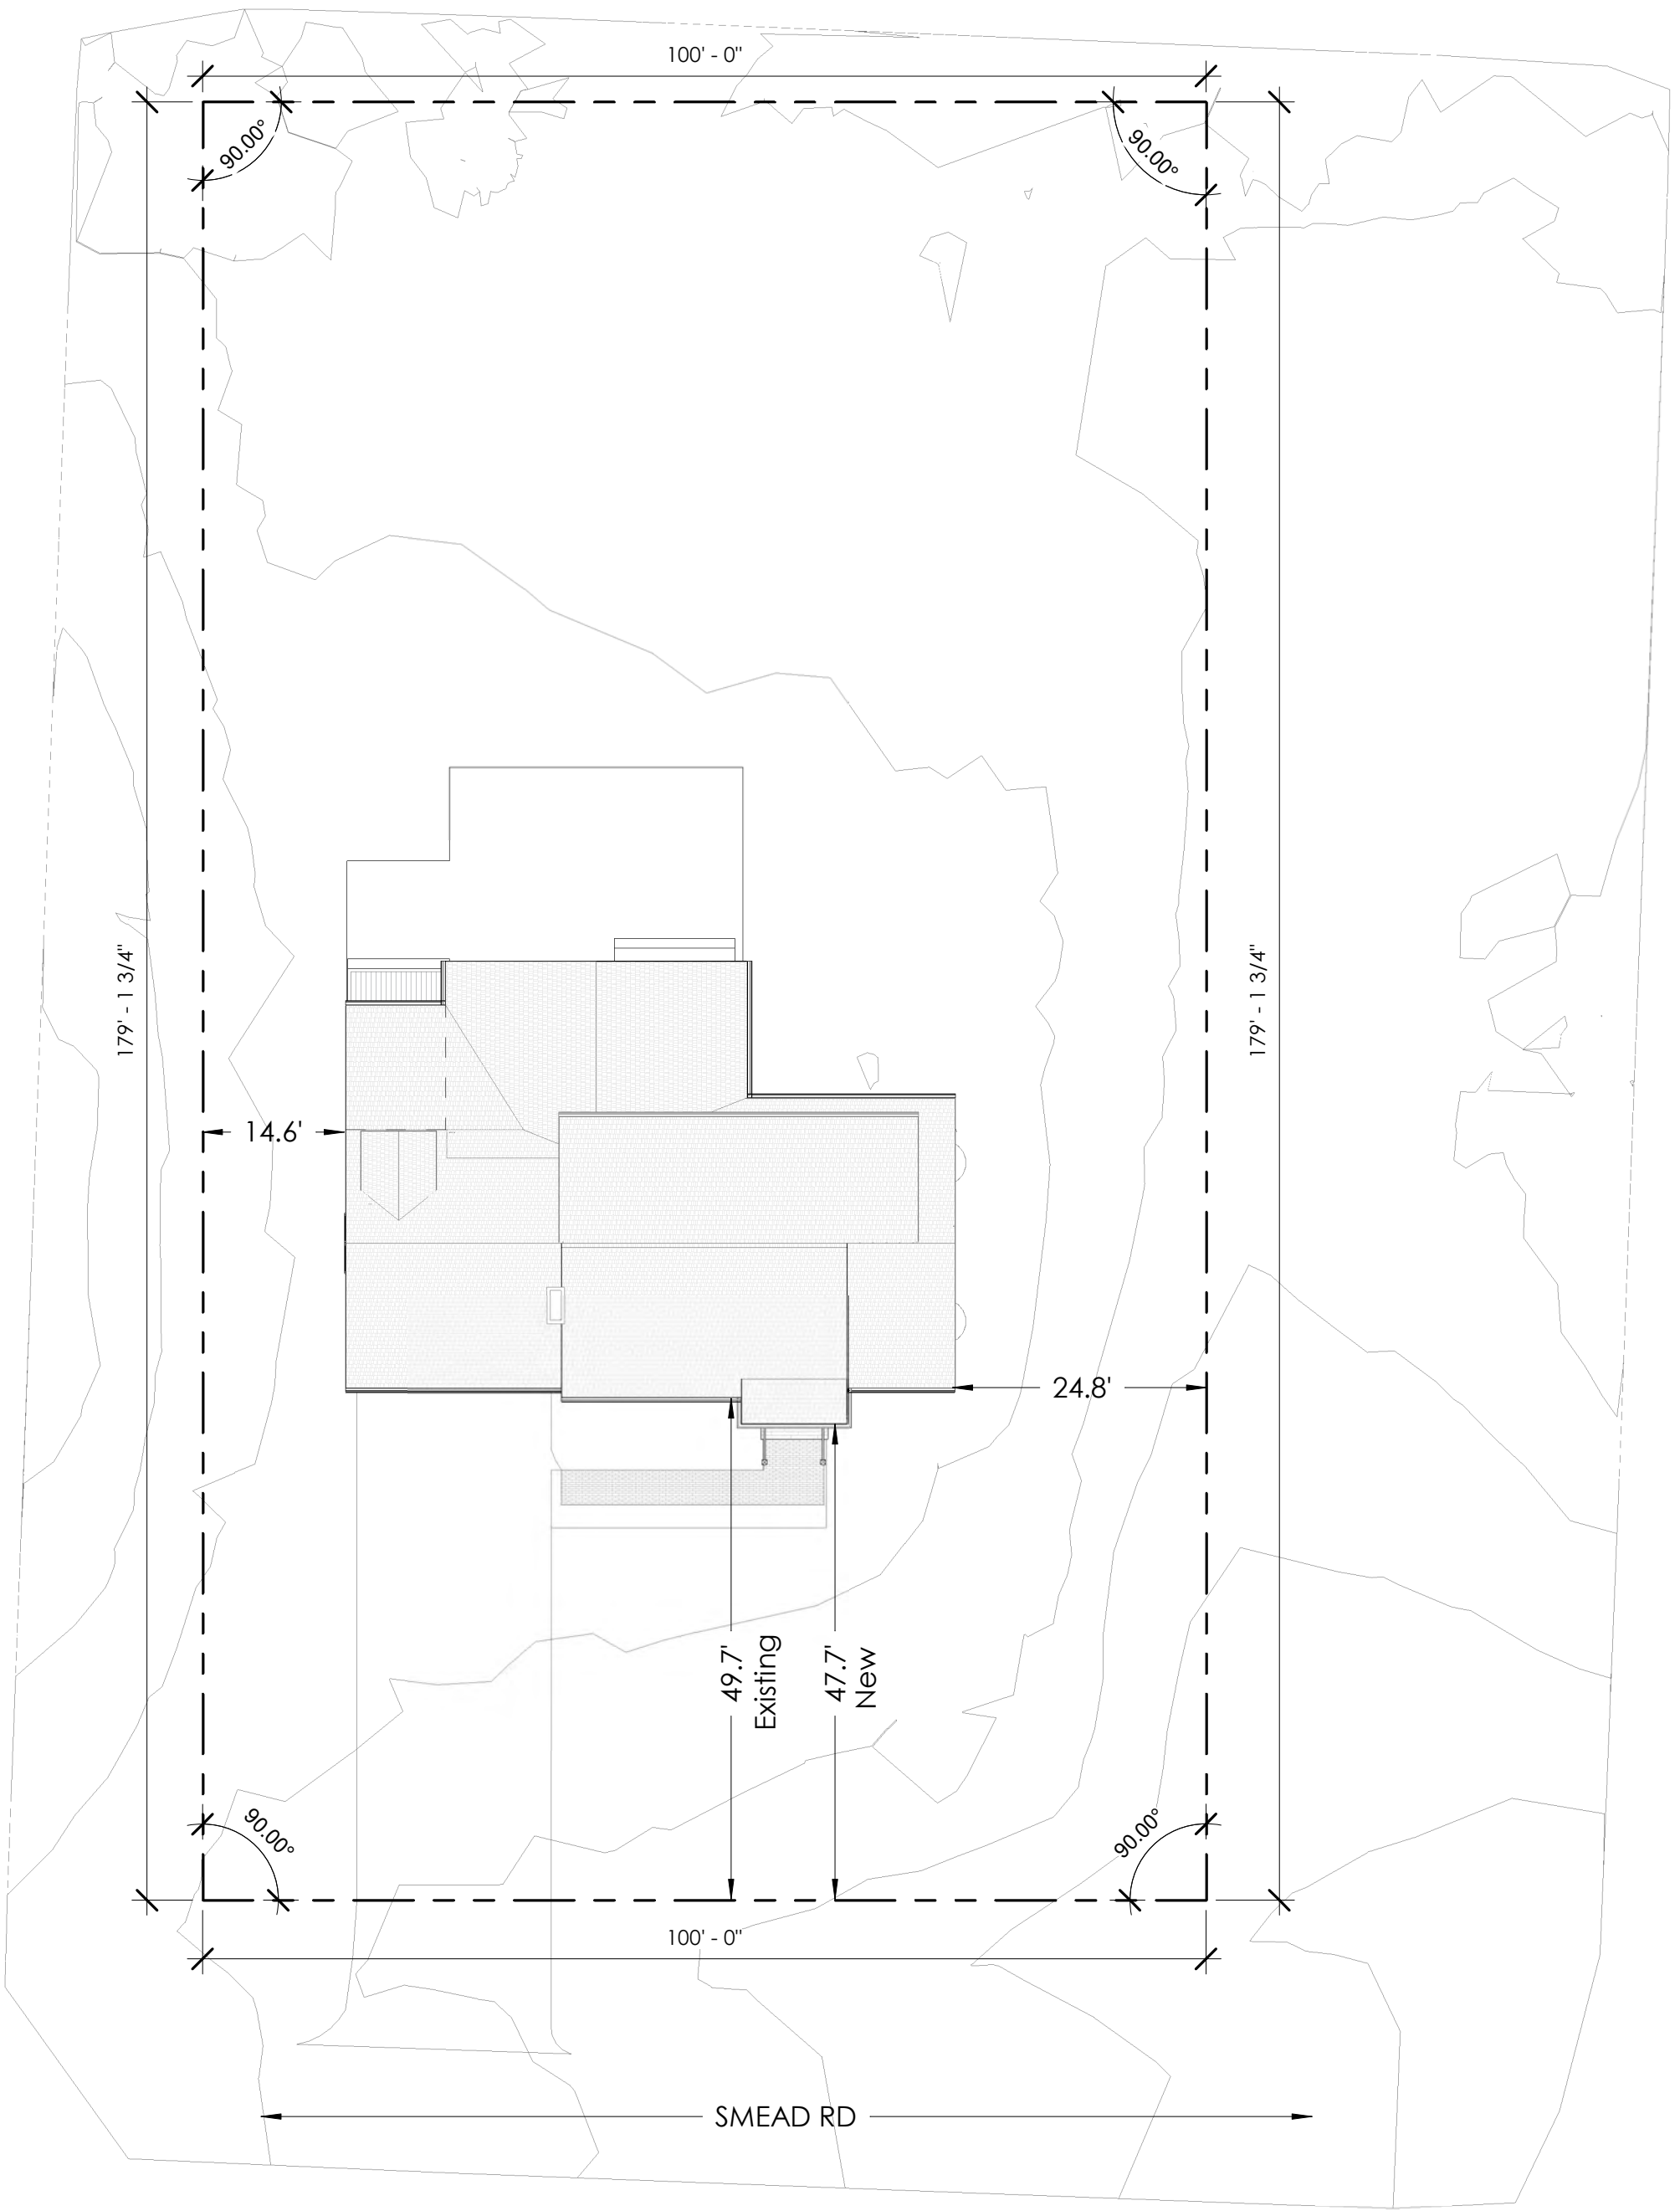 100' - 0"
90.00°
90.00°
179' - 1 3/4"
179' - 1 3/4"
14.6'
24.8'
49.7'
Existing
47.7'
New
90.00°
90.00°
100' - 0"
SMEAD RD